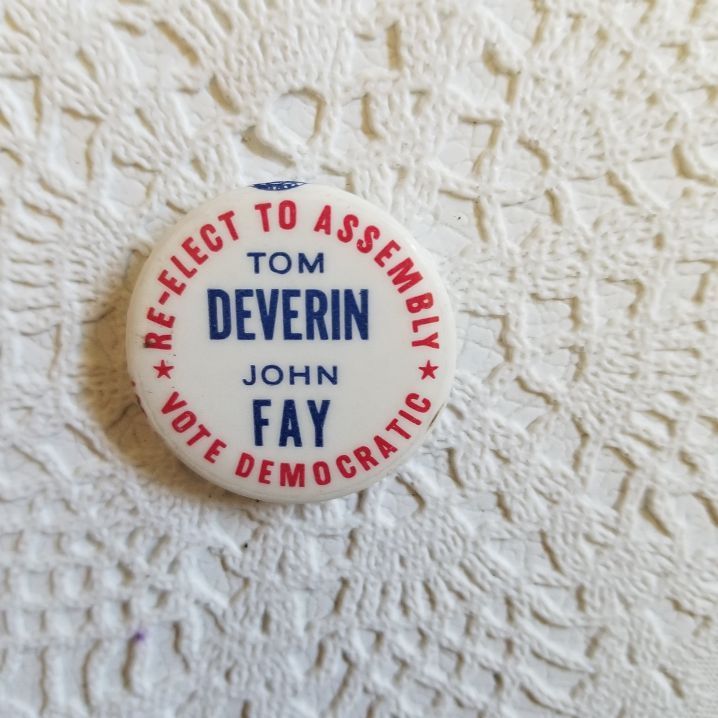 RE-ELECT TO ASSEMBLY
TOM
DEVERIN
JOHN
FAY
★ VOTE DEMOCRATIC ★